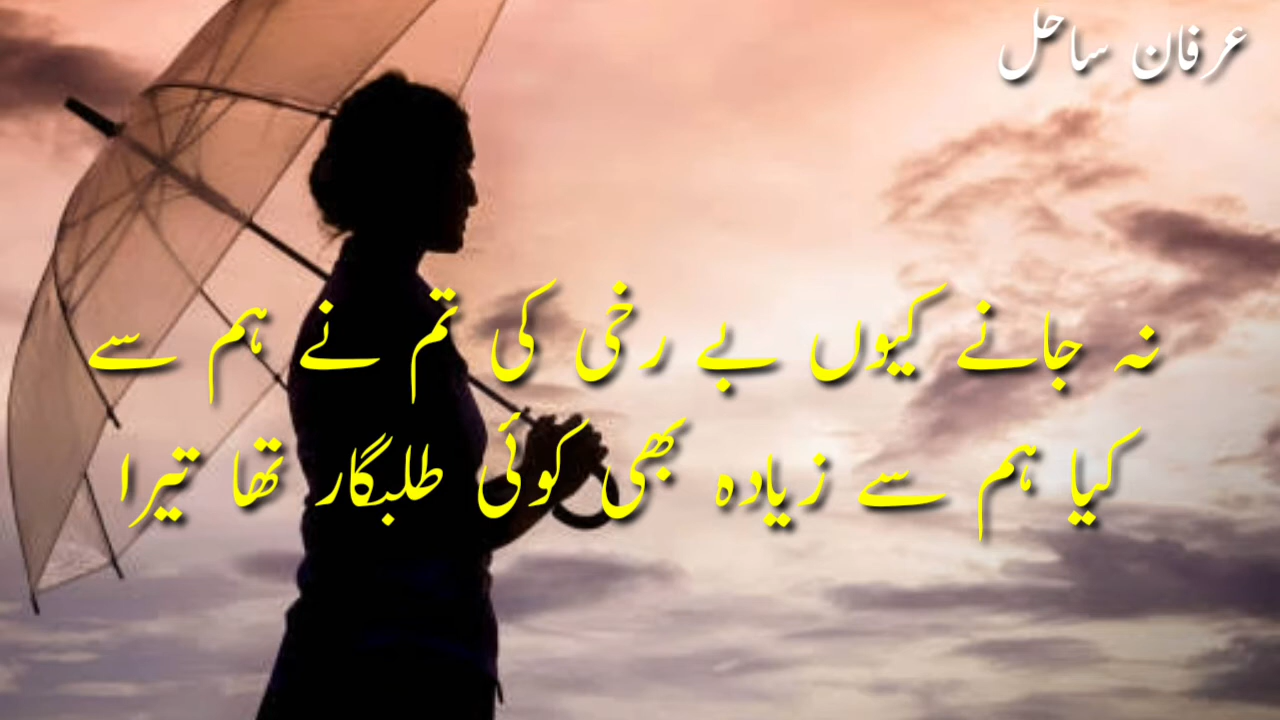 عرفان ساحل
نہ جانے کیوں بے رخی کی تم نے ہم سے
کیا ہم سے زیادہ بھی کوئی طلبگار تھا تیرا